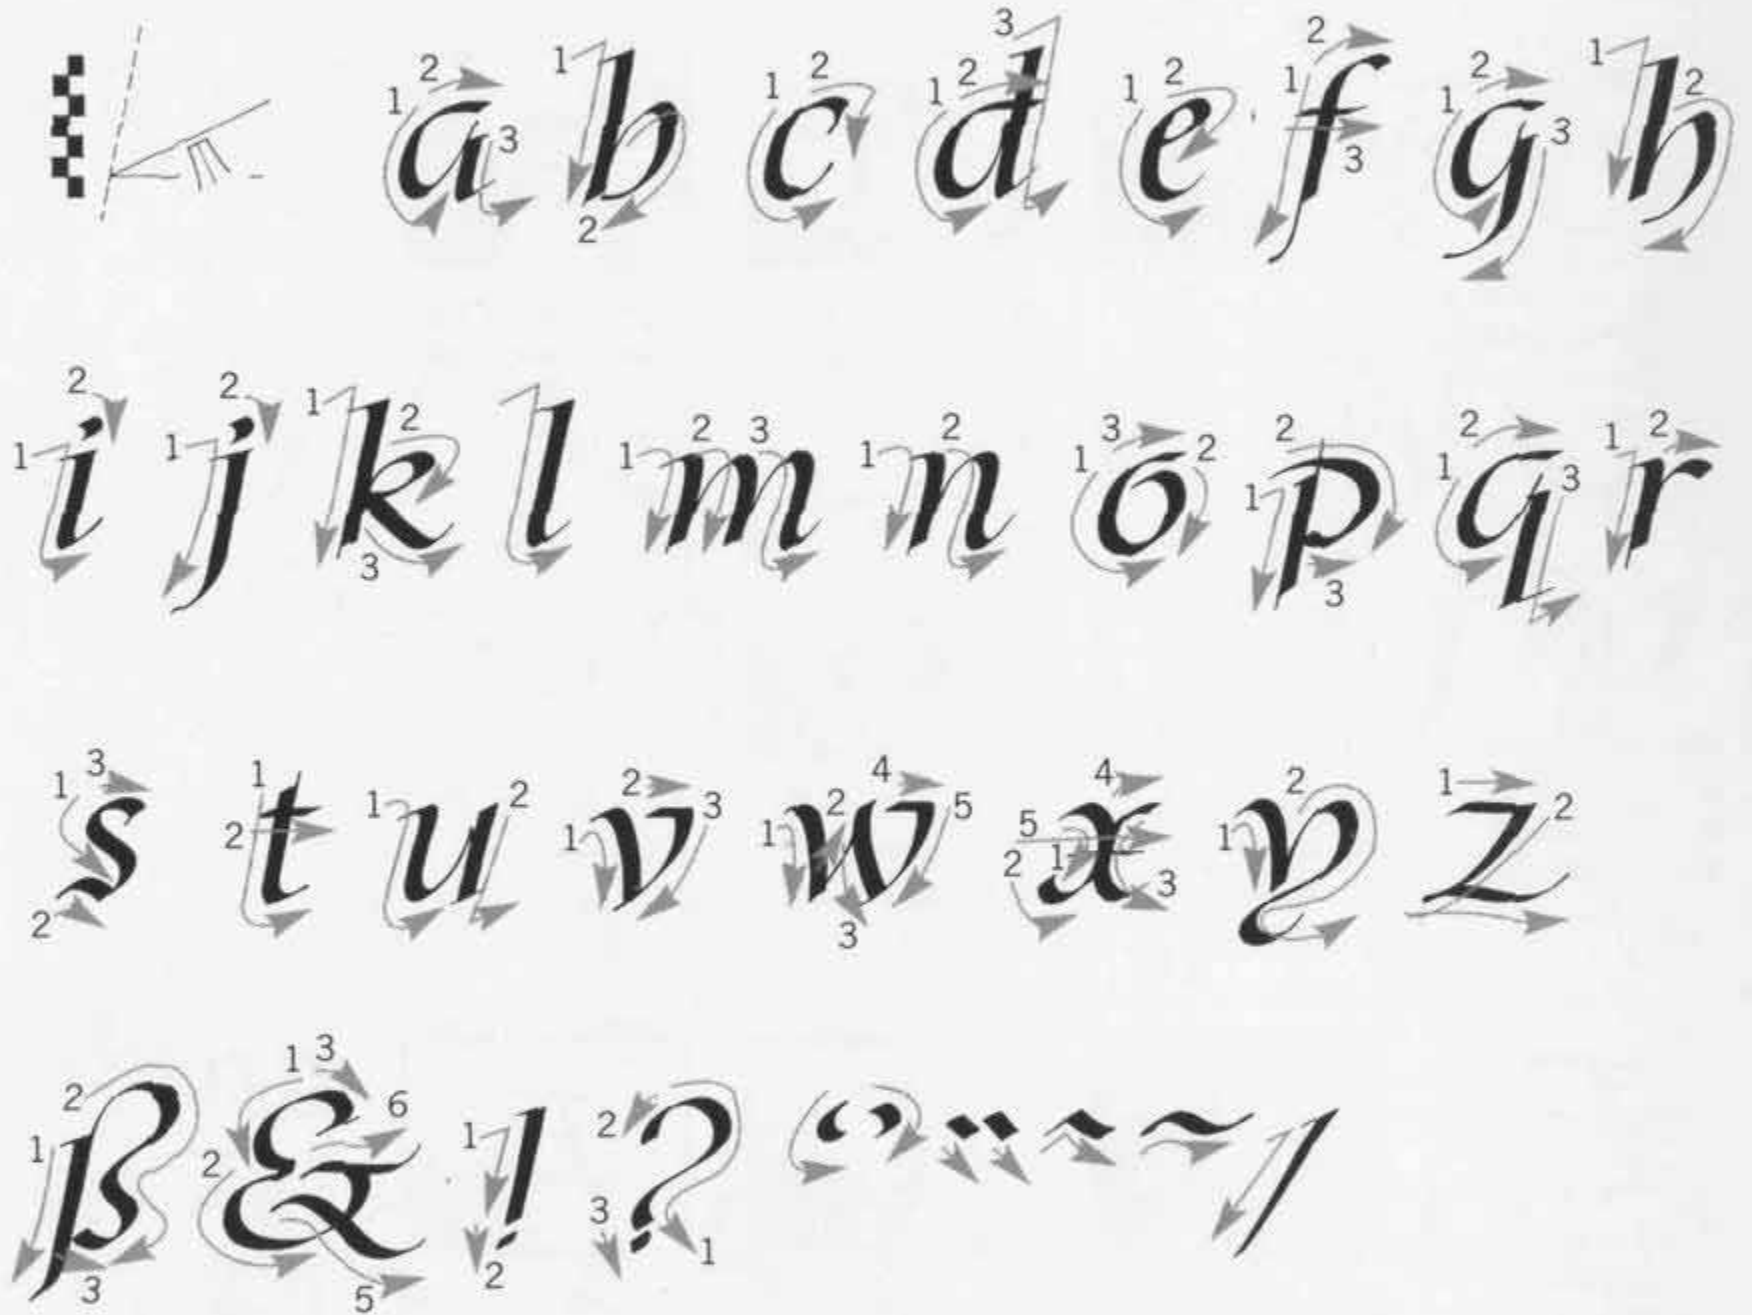 a b c d e f g h
i j k l m n o p q r
s t u v w x y z
ß & ! ? ‘ ’ ¨ ^ ~ /